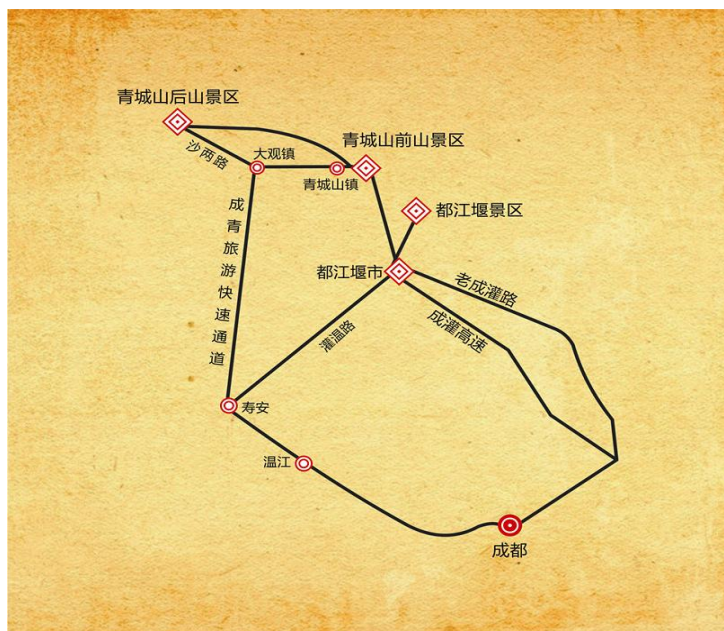 青城山后山景区
青城山前山景区
沙两路
大观镇
青城山镇
成青旅游快速通道
都江堰景区
都江堰市
老成灌路
成灌高速
灌温路
寿安
温江
成都